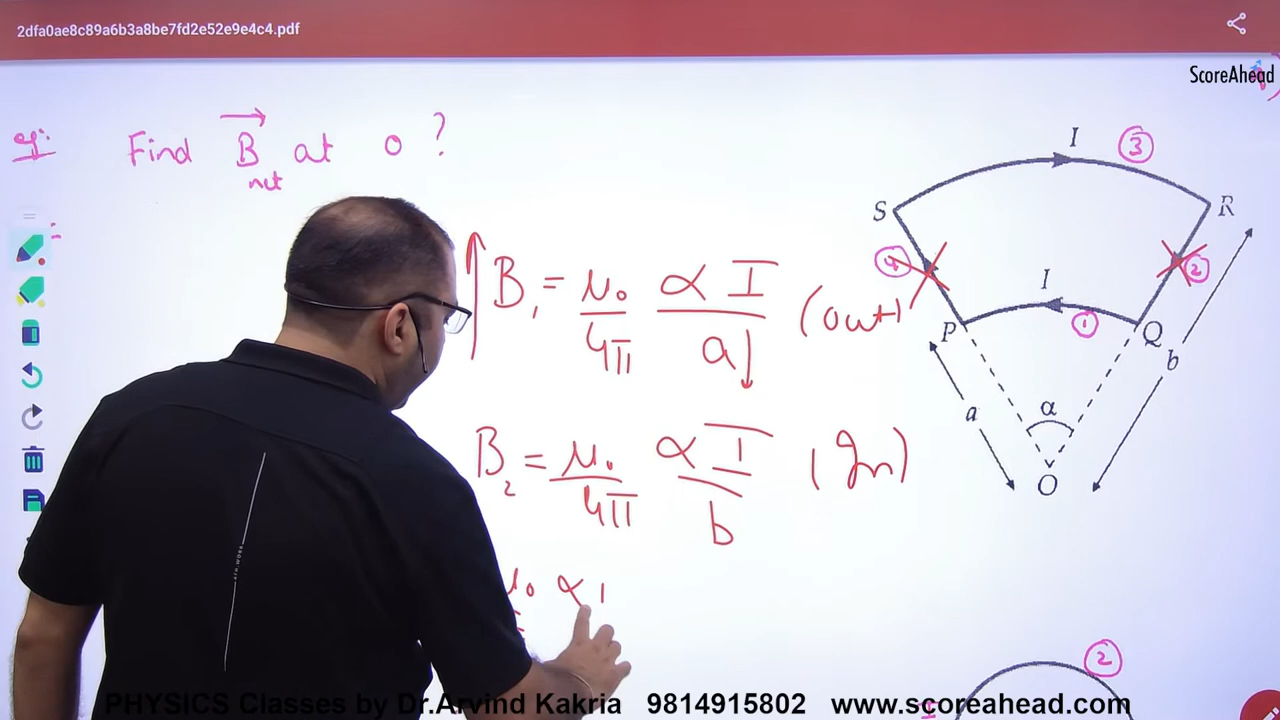 2dfa0ae8c89a6b3a8be7fd2e52e9e4c4.pdf
ScoreAhead
Find B⃗net at O ?
I
③
S
R
④
②
B₁ = μ₀/4π αI/a (out)
I
①
P
Q
b
a
α
O
B₂ = μ₀/4π αI/b (In)
μ₀ α I
②
PHYSICS Classes by Dr.Arvind Kakria 9814915802 www.scoreahead.com